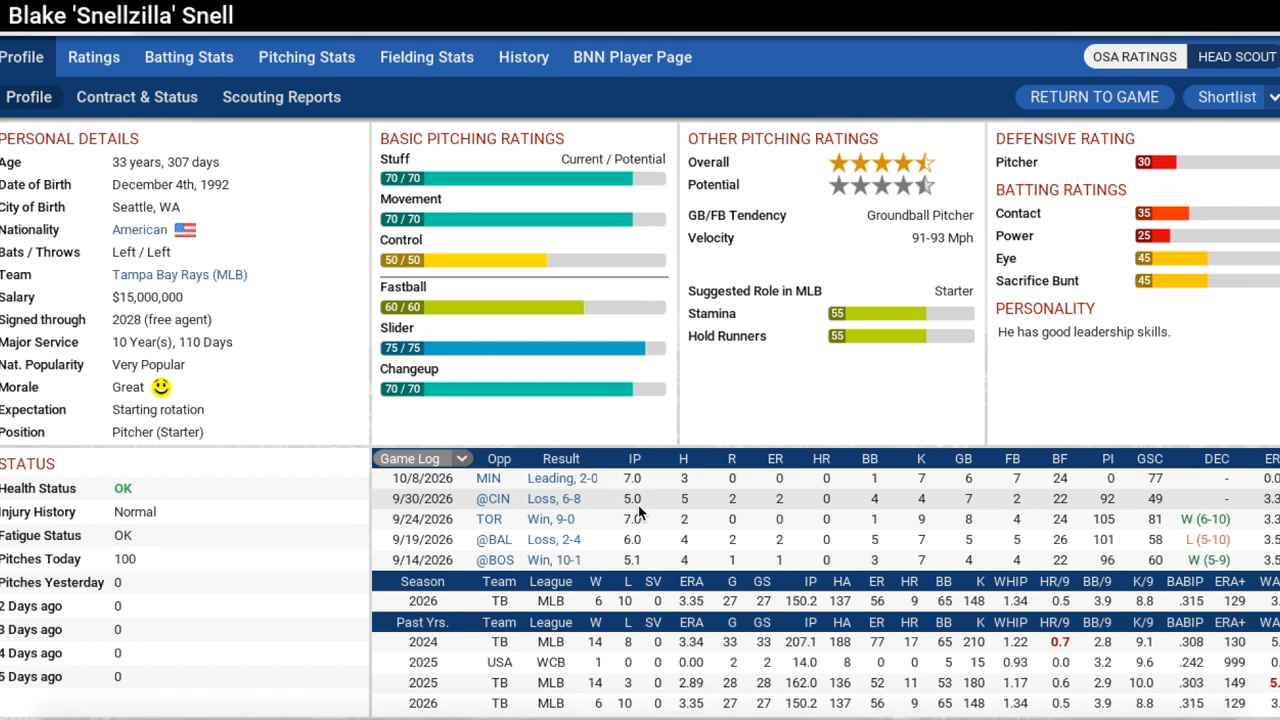 Blake 'Snellzilla' Snell
Profile Ratings Batting Stats Pitching Stats Fielding Stats History BNN Player Page OSA RATINGS HEAD SCOUT
Profile Contract & Status Scouting Reports RETURN TO GAME Shortlist
PERSONAL DETAILS
Age 33 years, 307 days
Date of Birth December 4th, 1992
City of Birth Seattle, WA
Nationality American
Bats / Throws Left / Left
Team Tampa Bay Rays (MLB)
Salary $15,000,000
Signed through 2028 (free agent)
Major Service 10 Year(s), 110 Days
Nat. Popularity Very Popular
Morale Great
Expectation Starting rotation
Position Pitcher (Starter)
BASIC PITCHING RATINGS
Stuff Current / Potential
70 / 70
Movement
70 / 70
Control
50 / 50
Fastball
60 / 60
Slider
75 / 75
Changeup
70 / 70
OTHER PITCHING RATINGS
Overall
Potential
GB/FB Tendency Groundball Pitcher
Velocity 91-93 Mph
Suggested Role in MLB Starter
Stamina 55
Hold Runners 55
DEFENSIVE RATING
Pitcher 30
BATTING RATINGS
Contact 35
Power 25
Eye 45
Sacrifice Bunt 45
PERSONALITY
He has good leadership skills.
STATUS
Health Status OK
Injury History Normal
Fatigue Status OK
Pitches Today 100
Pitches Yesterday 0
2 Days ago 0
3 Days ago 0
4 Days ago 0
5 Days ago 0
Game Log Opp Result IP H R ER HR BB K GB FB BF PI GSC DEC ER
10/8/2026 MIN Leading, 2-0 7.0 3 0 0 0 1 7 6 7 24 0 77 - 0.0
9/30/2026 @CIN Loss, 6-8 5.0 5 2 2 0 4 4 7 2 22 92 49 - 3.3
9/24/2026 TOR Win, 9-0 7.0 2 0 0 0 1 9 8 4 24 105 81 W (6-10) 3.3
9/19/2026 @BAL Loss, 2-4 6.0 4 2 2 0 5 7 5 5 26 101 58 L (5-10) 3.5
9/14/2026 @BOS Win, 10-1 5.1 4 1 1 0 3 7 4 4 22 96 60 W (5-9) 3.5
Season Team League W L SV ERA G GS IP HA ER HR BB K WHIP HR/9 BB/9 K/9 BABIP ERA+ WA
2026 TB MLB 6 10 0 3.35 27 27 150.2 137 56 9 65 148 1.34 0.5 3.9 8.8 .315 129 3.
Past Yrs. Team League W L SV ERA G GS IP HA ER HR BB K WHIP HR/9 BB/9 K/9 BABIP ERA+ WA
2024 TB MLB 14 8 0 3.34 33 33 207.1 188 77 17 65 210 1.22 0.7 2.8 9.1 .308 130 5.
2025 USA WCB 1 0 0 0.00 2 2 14.0 8 0 0 5 15 0.93 0.0 3.2 9.6 .242 999 0.
2025 TB MLB 14 3 0 2.89 28 28 162.0 136 52 11 53 180 1.17 0.6 2.9 10.0 .303 149 5.
2026 TB MLB 6 10 0 3.35 27 27 150.2 137 56 9 65 148 1.34 0.5 3.9 8.8 .315 129 3.